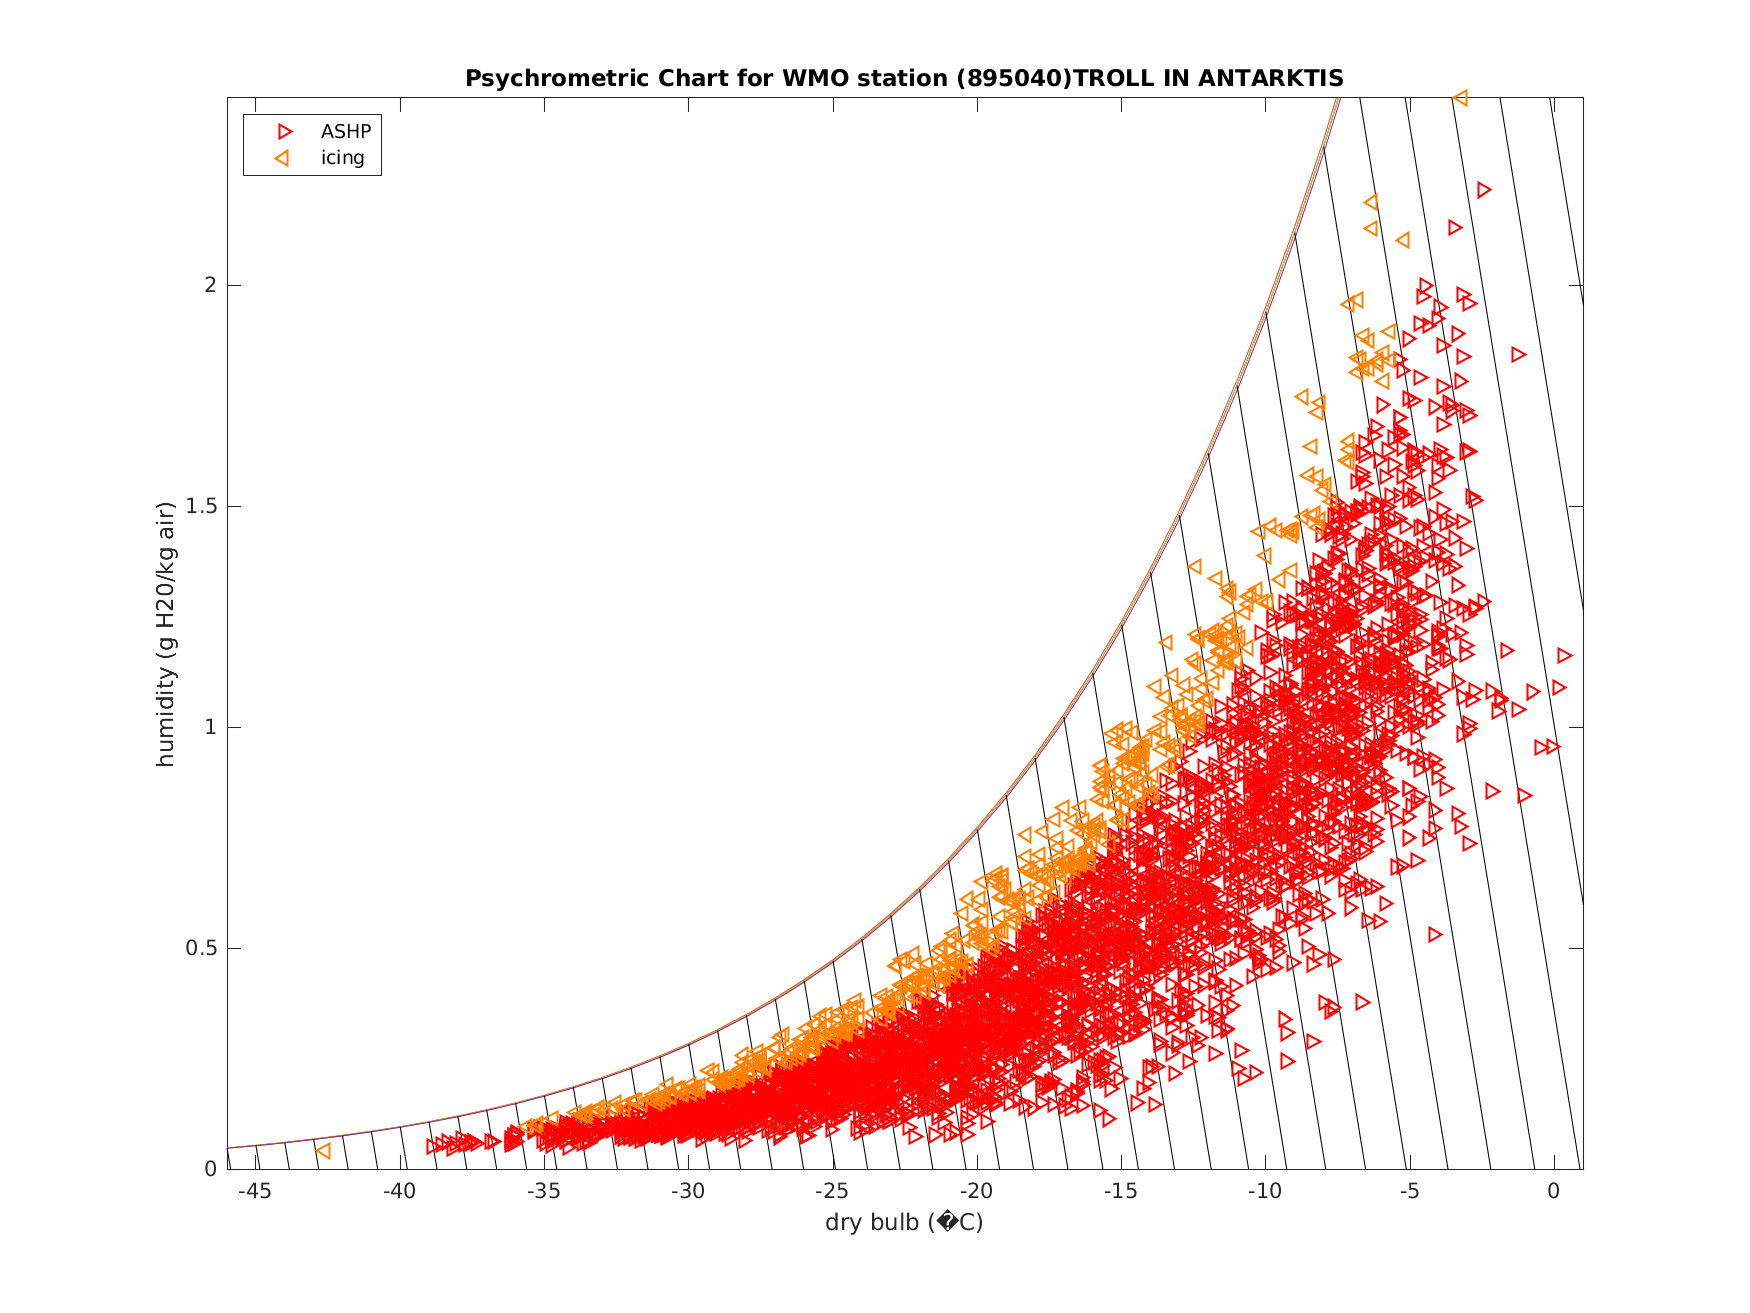 Psychrometric Chart for WMO station (895040)TROLL IN ANTARKTIS
ASHP
icing
humidity (g H20/kg air)
2
1.5
1
0.5
0
-45 -40 -35 -30 -25 -20 -15 -10 -5 0
dry bulb (�C)